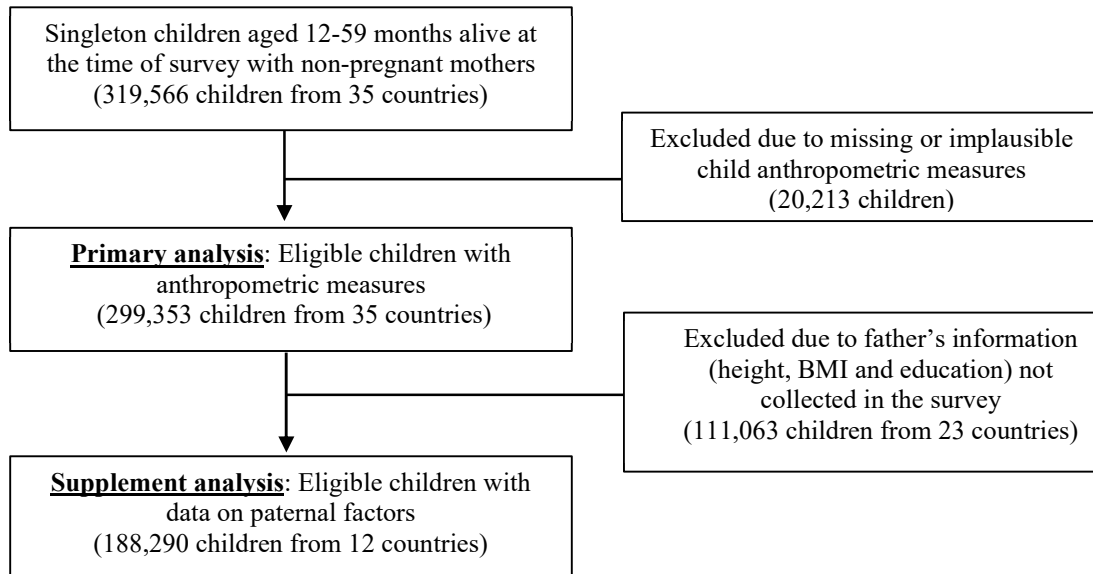 Singleton children aged 12-59 months alive at
the time of survey with non-pregnant mothers
(319,566 children from 35 countries)
Excluded due to missing or implausible
child anthropometric measures
(20,213 children)
Primary analysis: Eligible children with
anthropometric measures
(299,353 children from 35 countries)
Excluded due to father’s information
(height, BMI and education) not
collected in the survey
(111,063 children from 23 countries)
Supplement analysis: Eligible children with
data on paternal factors
(188,290 children from 12 countries)